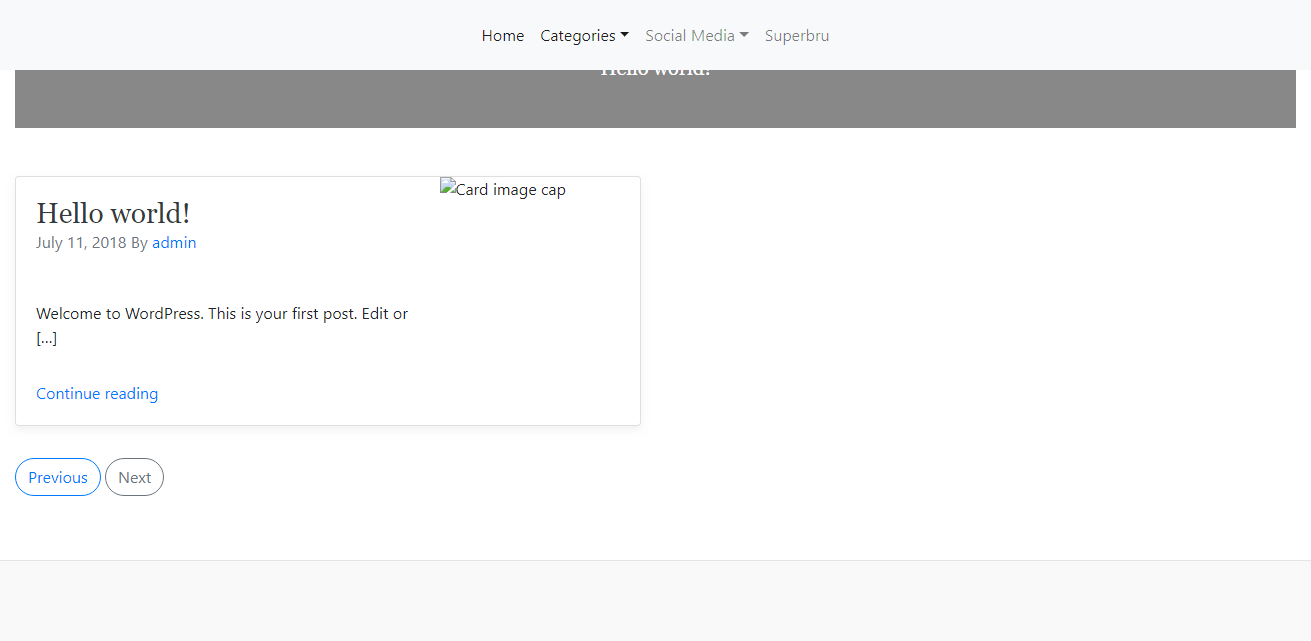 Home Categories Social Media Superbru
Hello world!
Card image cap
Hello world!
July 11, 2018 By admin
Welcome to WordPress. This is your first post. Edit or
[...]
Continue reading
Previous Next